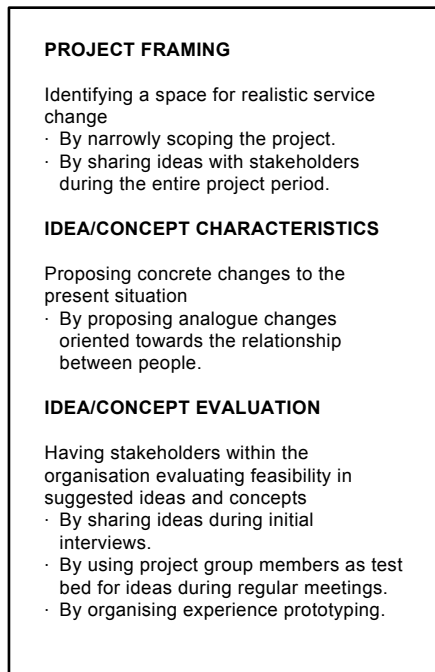 PROJECT FRAMING
Identifying a space for realistic service
change
· By narrowly scoping the project.
· By sharing ideas with stakeholders
during the entire project period.
IDEA/CONCEPT CHARACTERISTICS
Proposing concrete changes to the
present situation
· By proposing analogue changes
oriented towards the relationship
between people.
IDEA/CONCEPT EVALUATION
Having stakeholders within the
organisation evaluating feasibility in
suggested ideas and concepts
· By sharing ideas during initial
interviews.
· By using project group members as test
bed for ideas during regular meetings.
· By organising experience prototyping.